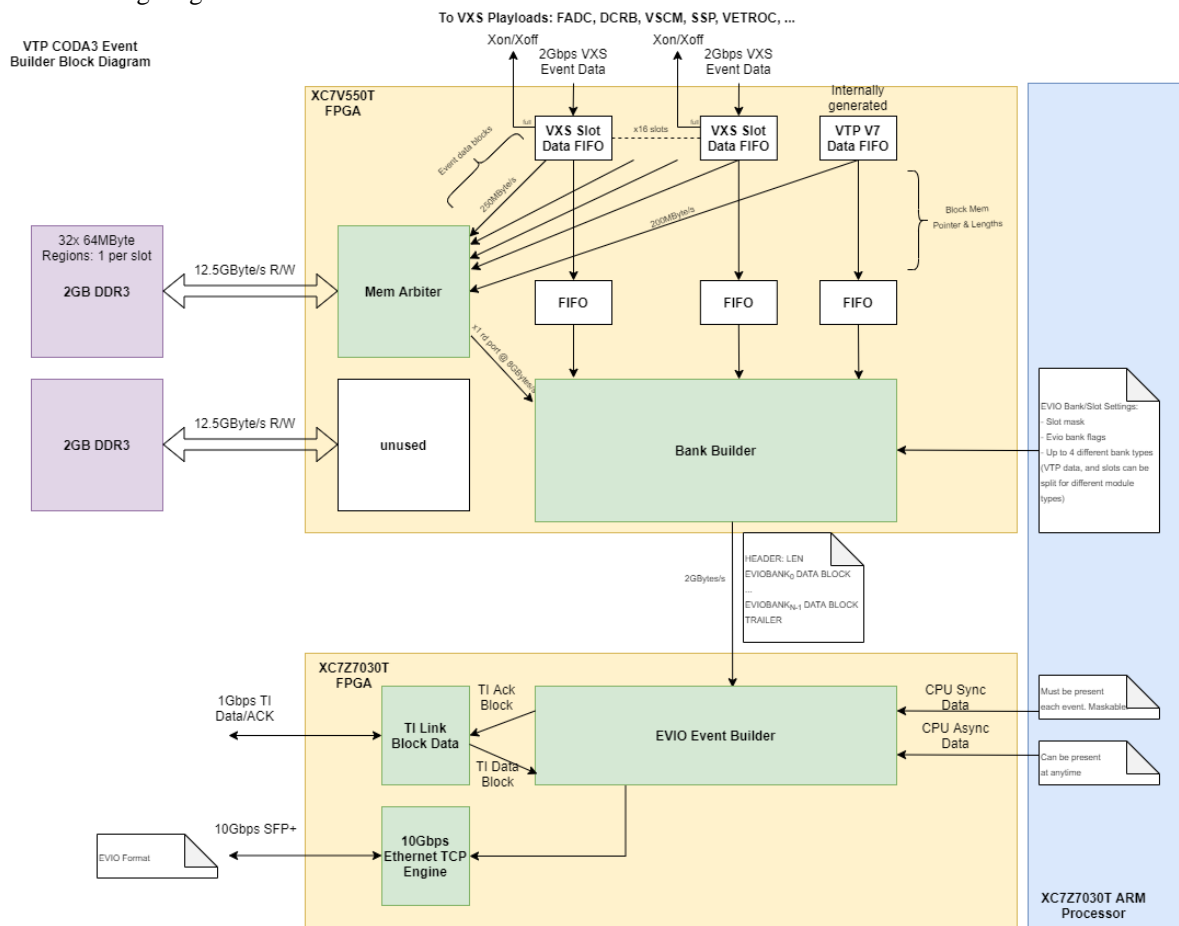 To VXS Playloads: FADC, DCRB, VSCM, SSP, VETROC, ...
VTP CODA3 Event
Builder Block Diagram
Xon/Xoff
2Gbps VXS
Event Data
Xon/Xoff
2Gbps VXS
Event Data
XC7V550T
FPGA
Internally
generated
full
VXS Slot
Data FIFO
x16 slots
full
VXS Slot
Data FIFO
VTP V7
Data FIFO
Event data blocks
250MByte/s
200MByte/s
Block Mem
Pointer & Lengths
32x 64MByte
Regions: 1 per slot
2GB DDR3
12.5GByte/s R/W
Mem Arbiter
FIFO
FIFO
FIFO
x1 rd port @ 8GBytes/s
2GB DDR3
12.5GByte/s R/W
unused
Bank Builder
EVIO Bank/Slot Settings:
- Slot mask
- Evio bank flags
- Up to 4 different bank types
(VTP data, and slots can be
split for different module
types)
2GBytes/s
HEADER: LEN
EVIOBANK0 DATA BLOCK
...
EVIOBANKN-1 DATA BLOCK
TRAILER
XC7Z7030T
FPGA
1Gbps TI
Data/ACK
TI Link
Block Data
TI Ack
Block
TI Data
Block
EVIO Event Builder
CPU Sync
Data
Must be present
each event. Maskable
CPU Async
Data
Can be present
at anytime
EVIO Format
10Gbps SFP+
10Gbps
Ethernet TCP
Engine
XC7Z7030T ARM
Processor